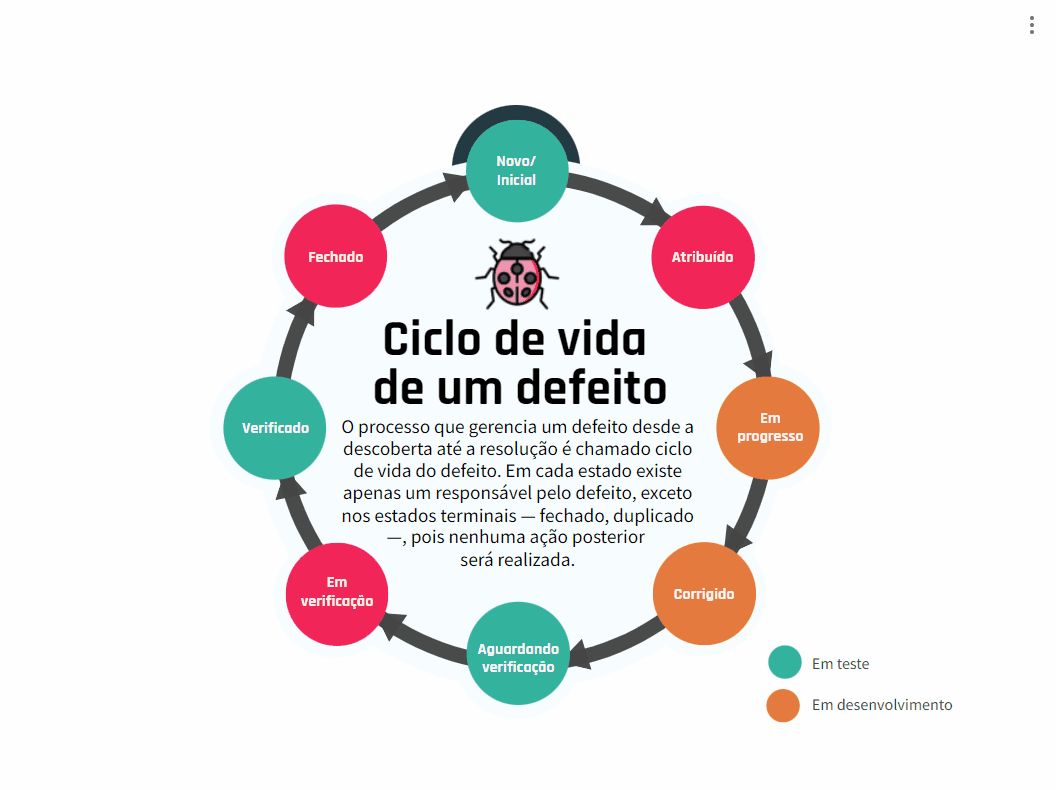 Novo/
Inicial
Fechado
Atribuído
Ciclo de vida
de um defeito
O processo que gerencia um defeito desde a
descoberta até a resolução é chamado ciclo
de vida do defeito. Em cada estado existe
apenas um responsável pelo defeito, exceto
nos estados terminais — fechado, duplicado
—, pois nenhuma ação posterior
será realizada.
Verificado
Em
progresso
Em
verificação
Corrigido
Aguardando
verificação
Em teste
Em desenvolvimento